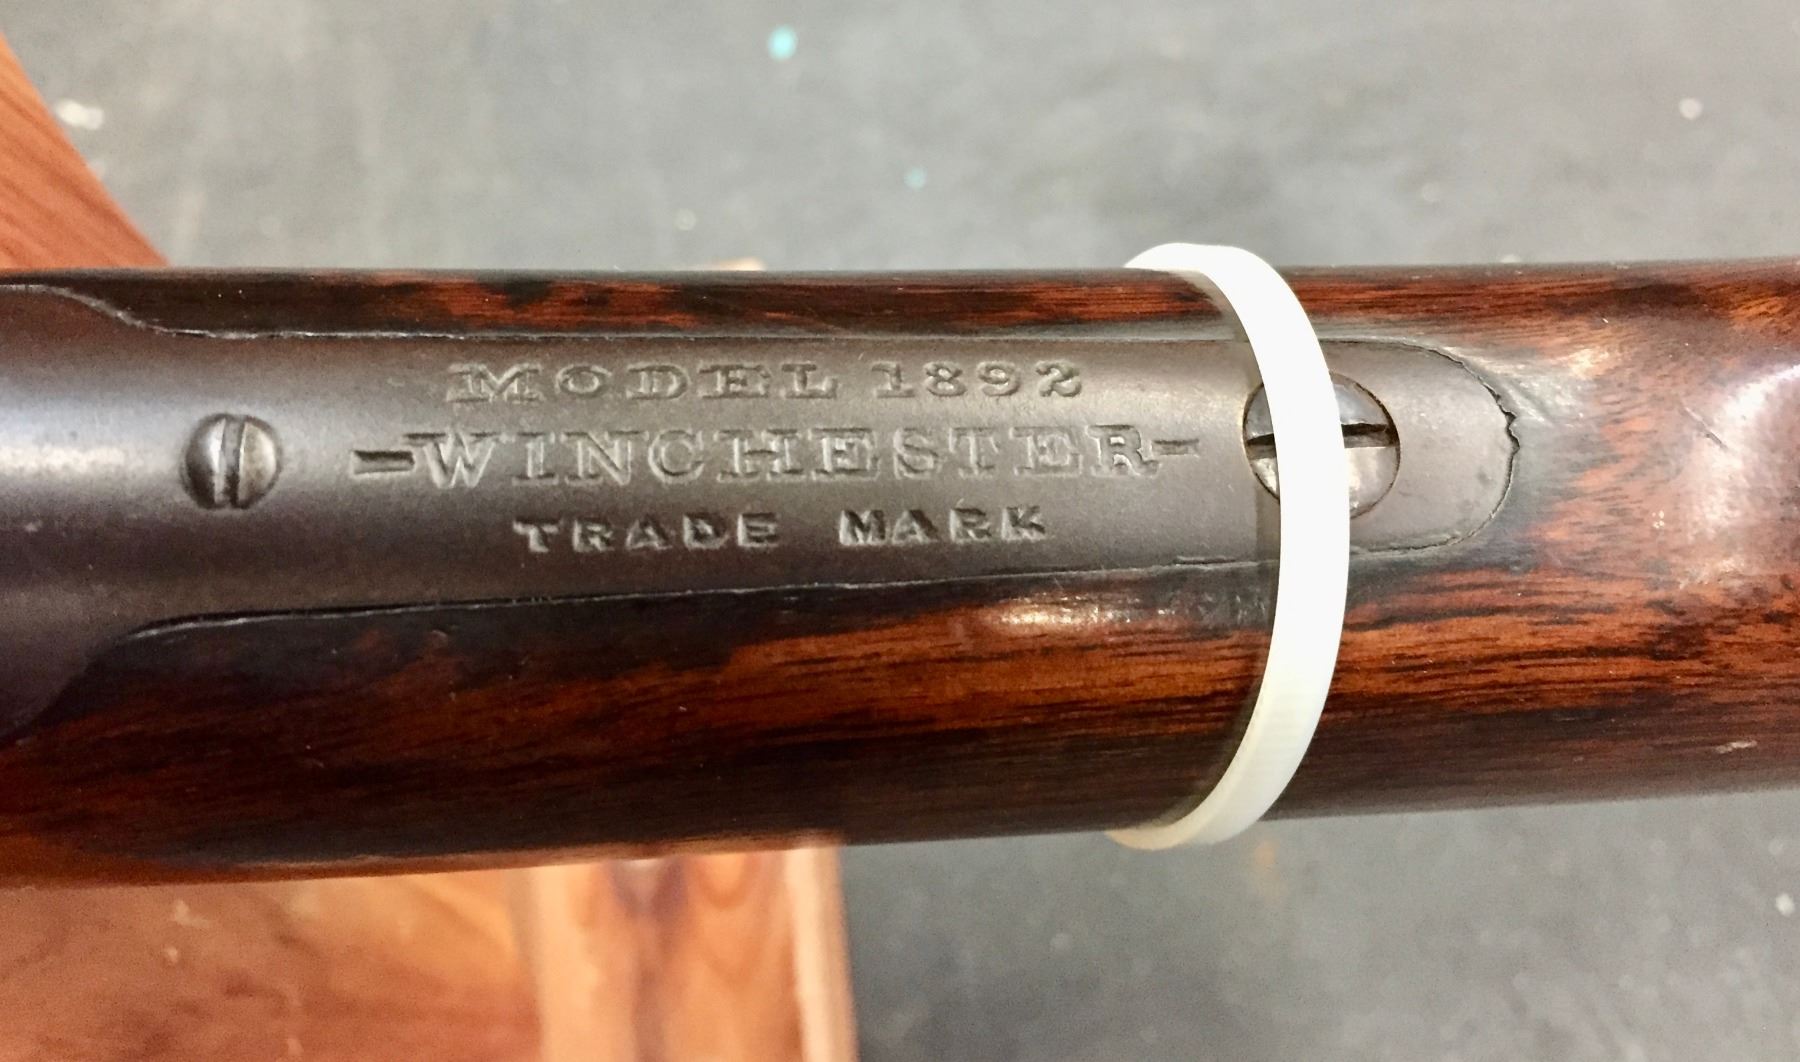 MODEL 1892
-WINCHESTER-
TRADE MARK